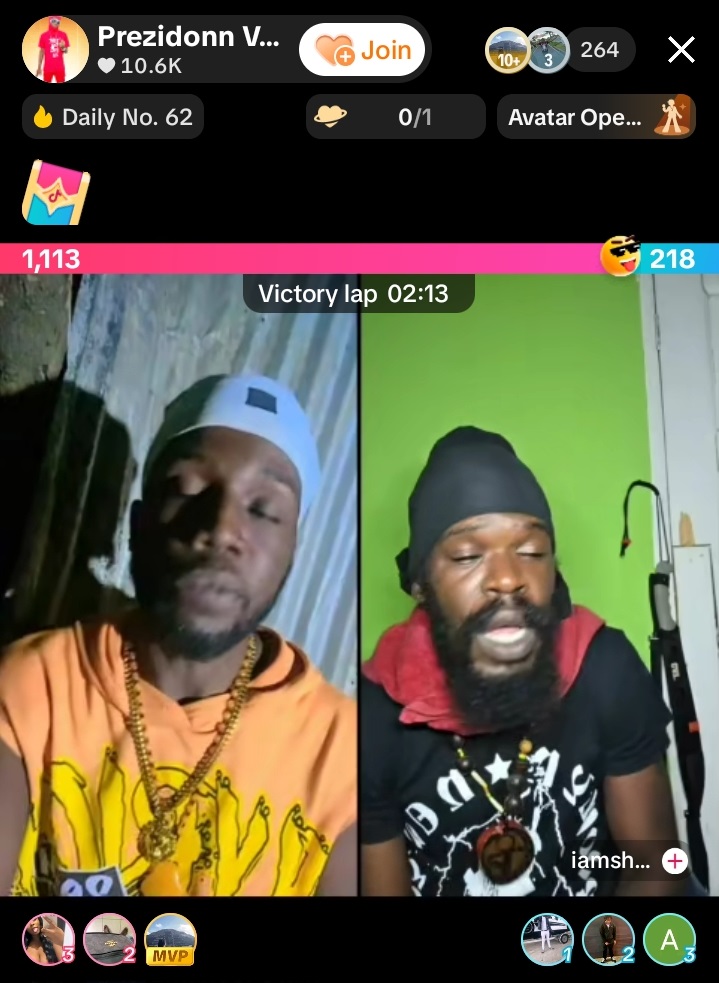 Prezidonn V...
10.6K
Join
10+
3
264
Daily No. 62
0/1
Avatar Ope...
1,113
218
Victory lap 02:13
iamsh...
3
2
MVP
1
2
A
3